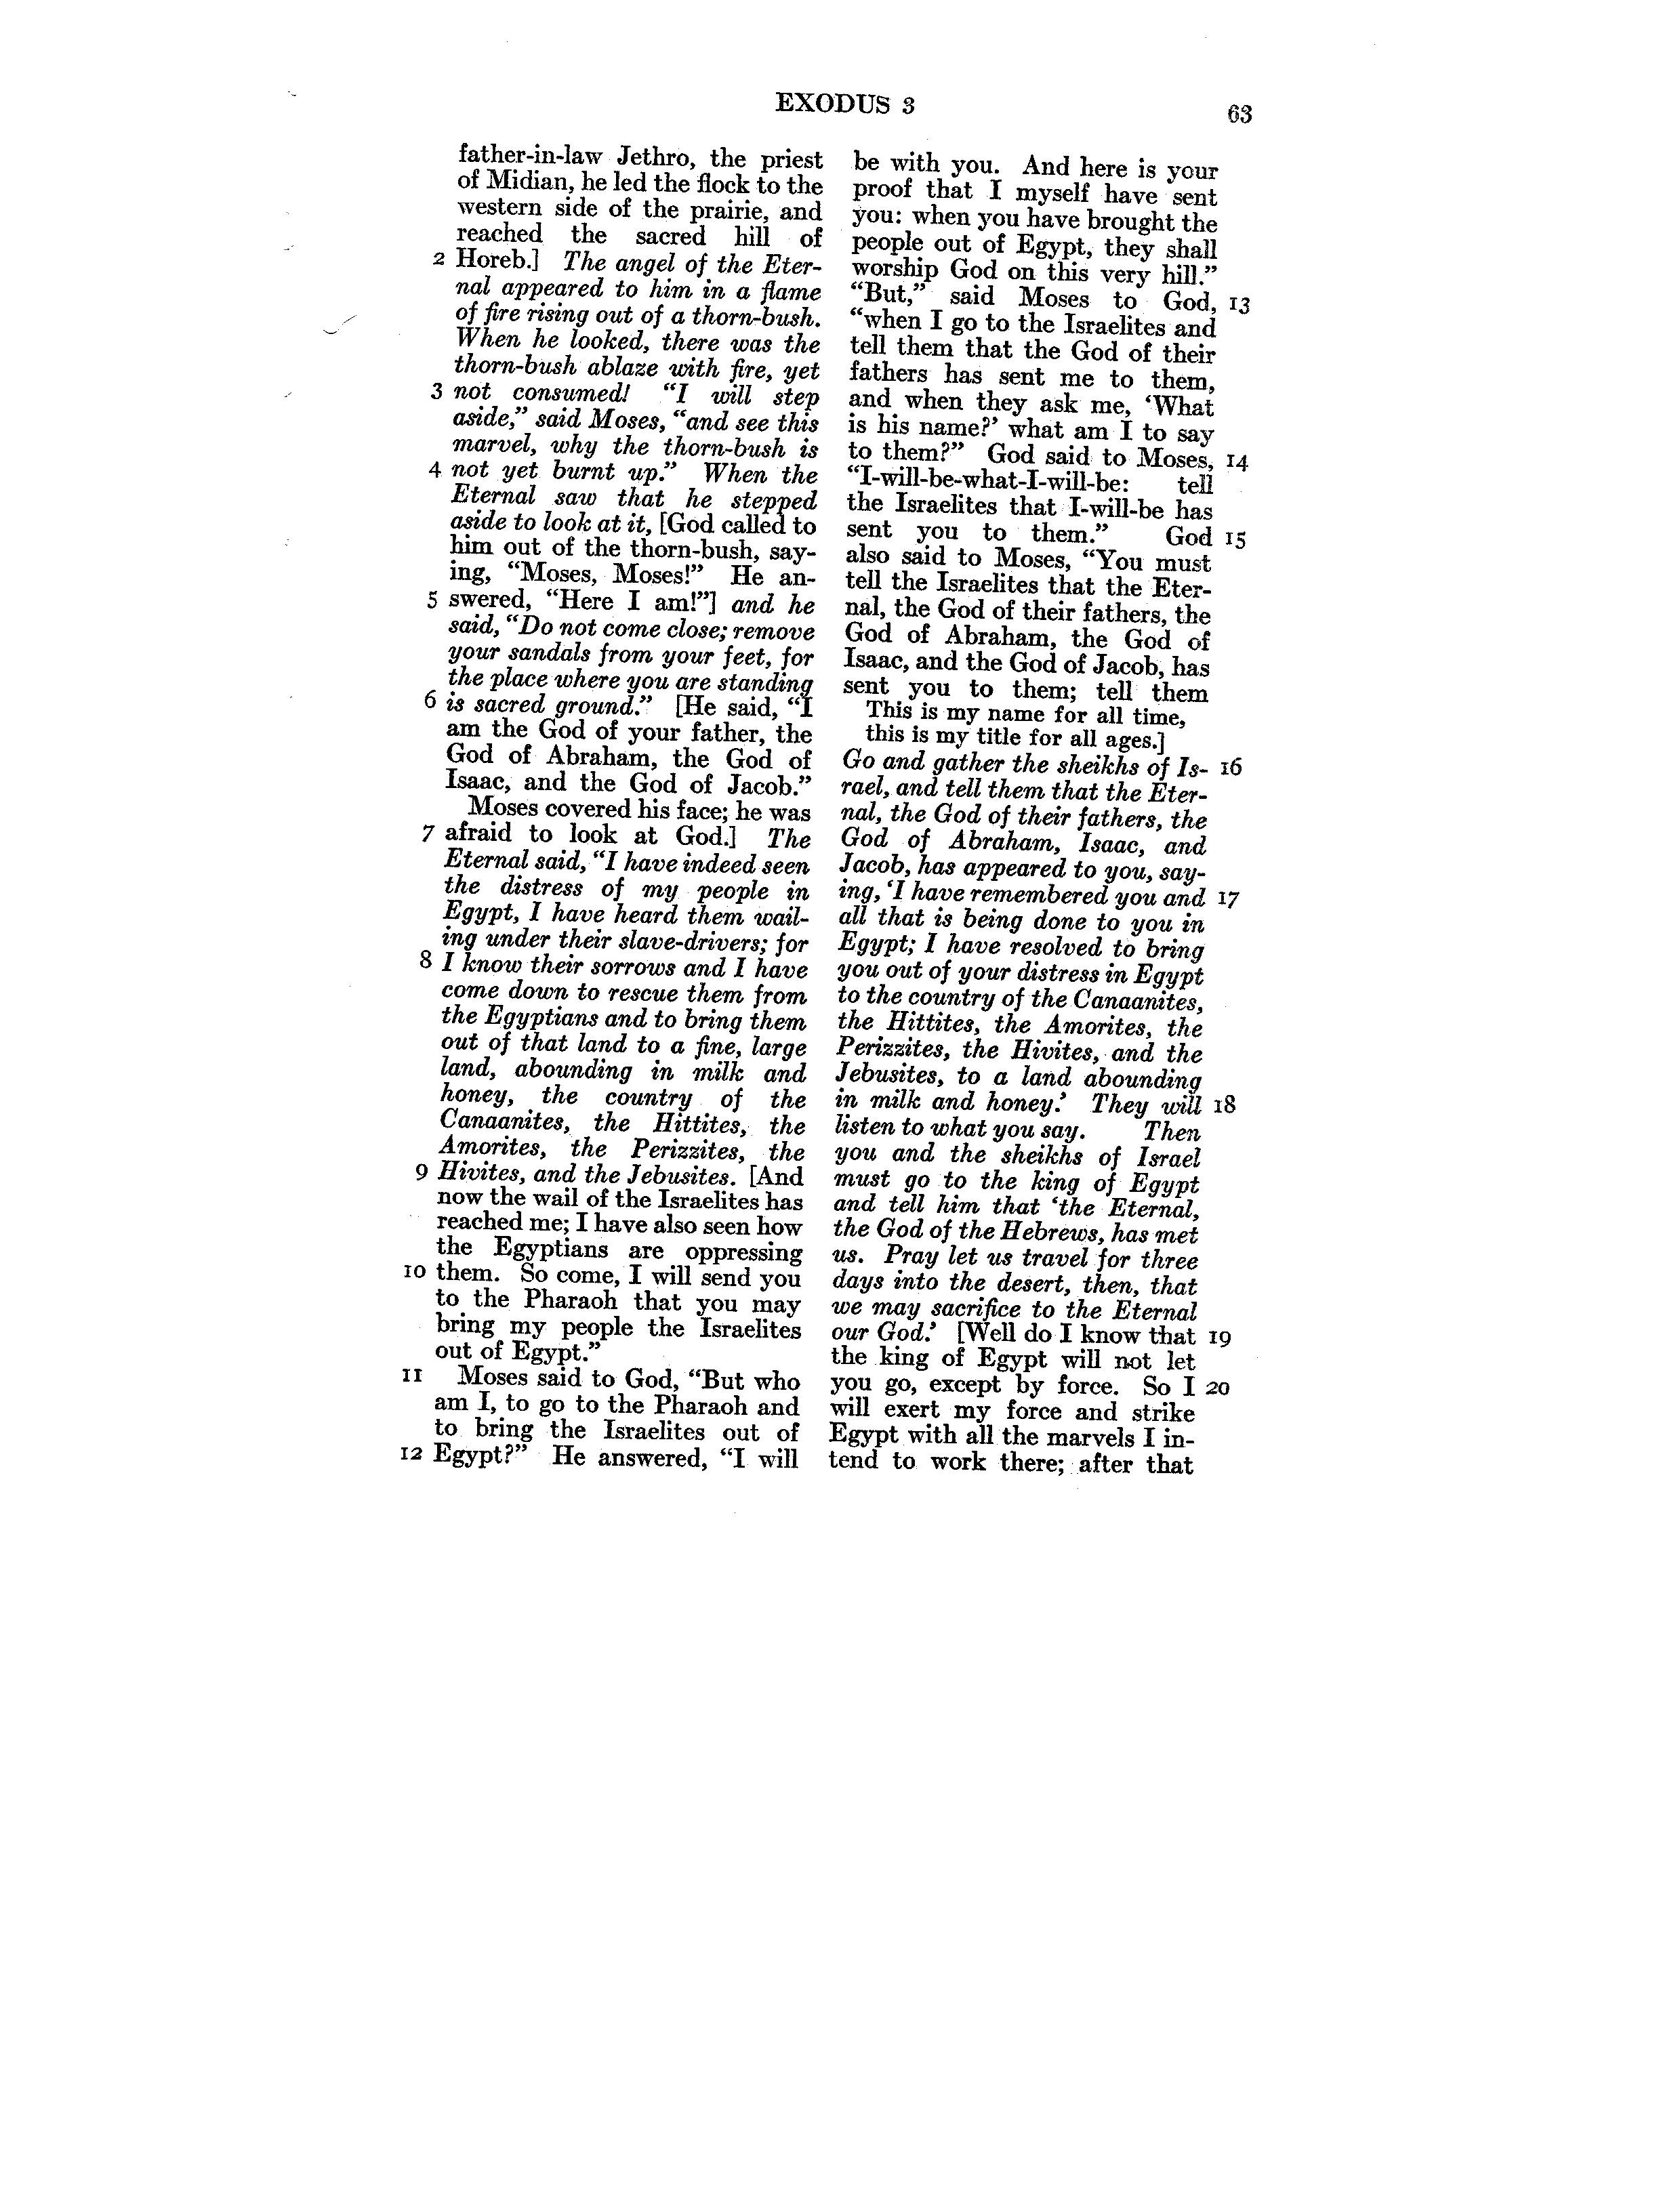 EXODUS 3
63
father-in-law Jethro, the priest
of Midian, he led the flock to the
western side of the prairie, and
reached the sacred hill of
2 Horeb.] The angel of the Eter-
nal appeared to him in a flame
of fire rising out of a thorn-bush.
When he looked, there was the
thorn-bush ablaze with fire, yet
3 not consumed! “I will step
aside,” said Moses, “and see this
marvel, why the thorn-bush is
4 not yet burnt up.” When the
Eternal saw that he stepped
aside to look at it, [God called to
him out of the thorn-bush, say-
ing, “Moses, Moses!” He an-
5 swered, “Here I am!”] and he
said, “Do not come close; remove
your sandals from your feet, for
the place where you are standing
6 is sacred ground.” [He said, “I
am the God of your father, the
God of Abraham, the God of
Isaac, and the God of Jacob.”
Moses covered his face; he was
7 afraid to look at God.] The
Eternal said, “I have indeed seen
the distress of my people in
Egypt, I have heard them wail-
ing under their slave-drivers; for
8 I know their sorrows and I have
come down to rescue them from
the Egyptians and to bring them
out of that land to a fine, large
land, abounding in milk and
honey, the country of the
Canaanites, the Hittites, the
Amorites, the Perizzites, the
9 Hivites, and the Jebusites. [And
now the wail of the Israelites has
reached me; I have also seen how
the Egyptians are oppressing
10 them. So come, I will send you
to the Pharaoh that you may
bring my people the Israelites
out of Egypt.”
11 Moses said to God, “But who
am I, to go to the Pharaoh and
to bring the Israelites out of
12 Egypt?” He answered, “I will
be with you. And here is your
proof that I myself have sent
you: when you have brought the
people out of Egypt, they shall
worship God on this very hill.”
“But,” said Moses to God, 13
“when I go to the Israelites and
tell them that the God of their
fathers has sent me to them,
and when they ask me, ‘What
is his name?’ what am I to say
to them?” God said to Moses, 14
“I-will-be-what-I-will-be: tell
the Israelites that I-will-be has
sent you to them.” God 15
also said to Moses, “You must
tell the Israelites that the Eter-
nal, the God of their fathers, the
God of Abraham, the God of
Isaac, and the God of Jacob, has
sent you to them; tell them
This is my name for all time,
this is my title for all ages.]
Go and gather the sheikhs of Is- 16
rael, and tell them that the Eter-
nal, the God of their fathers, the
God of Abraham, Isaac, and
Jacob, has appeared to you, say-
ing, ‘I have remembered you and 17
all that is being done to you in
Egypt; I have resolved to bring
you out of your distress in Egypt
to the country of the Canaanites,
the Hittites, the Amorites, the
Perizzites, the Hivites, and the
Jebusites, to a land abounding
in milk and honey.’ They will 18
listen to what you say. Then
you and the sheikhs of Israel
must go to the king of Egypt
and tell him that ‘the Eternal,
the God of the Hebrews, has met
us. Pray let us travel for three
days into the desert, then, that
we may sacrifice to the Eternal
our God.’ [Well do I know that 19
the king of Egypt will not let
you go, except by force. So I 20
will exert my force and strike
Egypt with all the marvels I in-
tend to work there; after that